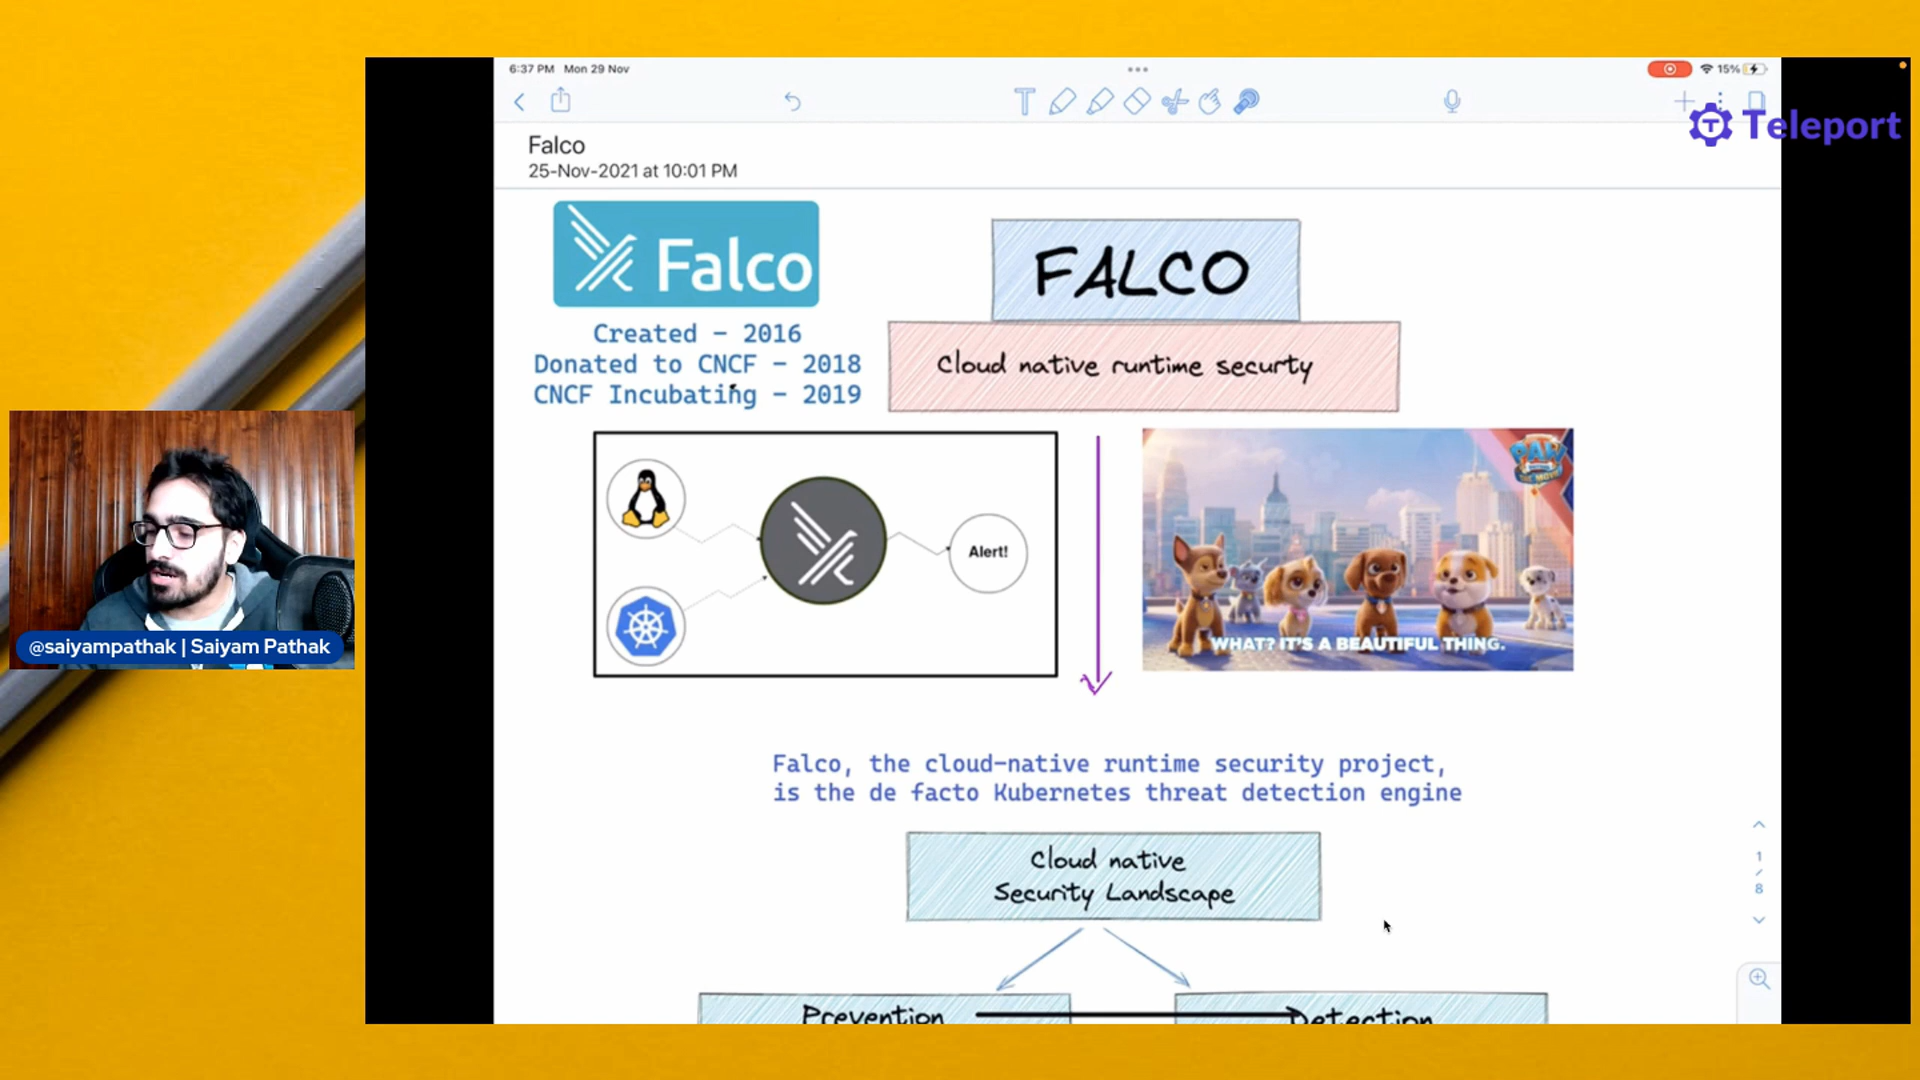 6:37 PM Mon 29 Nov
15%
Teleport
Falco
25-Nov-2021 at 10:01 PM
Falco
FALCO
Created - 2016
Donated to CNCF - 2018
CNCF Incubating - 2019
Cloud native runtime securty
Alert!
PAW
WHAT? IT'S A BEAUTIFUL THING.
@saiyampathak | Saiyam Pathak
Falco, the cloud-native runtime security project,
is the de facto Kubernetes threat detection engine
Cloud native
Security Landscape
1
/
8
Prevention
Detection